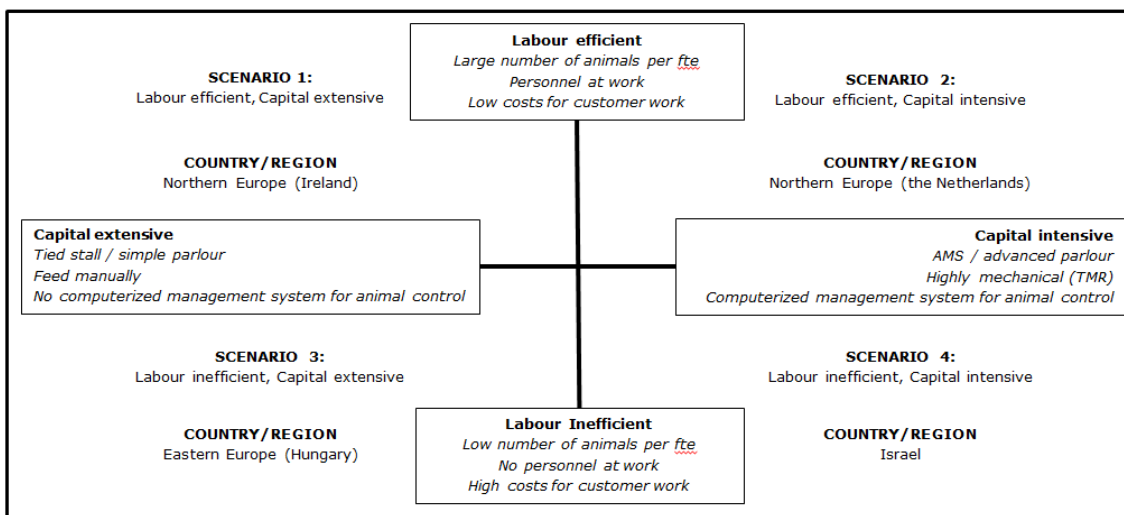 Labour efficient
Large number of animals per fte
Personnel at work
Low costs for customer work
SCENARIO 1:
Labour efficient, Capital extensive
SCENARIO 2:
Labour efficient, Capital intensive
COUNTRY/REGION
Northern Europe (Ireland)
COUNTRY/REGION
Northern Europe (the Netherlands)
Capital extensive
Tied stall / simple parlour
Feed manually
No computerized management system for animal control
Capital intensive
AMS / advanced parlour
Highly mechanical (TMR)
Computerized management system for animal control
SCENARIO 3:
Labour inefficient, Capital extensive
SCENARIO 4:
Labour inefficient, Capital intensive
COUNTRY/REGION
Eastern Europe (Hungary)
Labour Inefficient
Low number of animals per fte
No personnel at work
High costs for customer work
COUNTRY/REGION
Israel